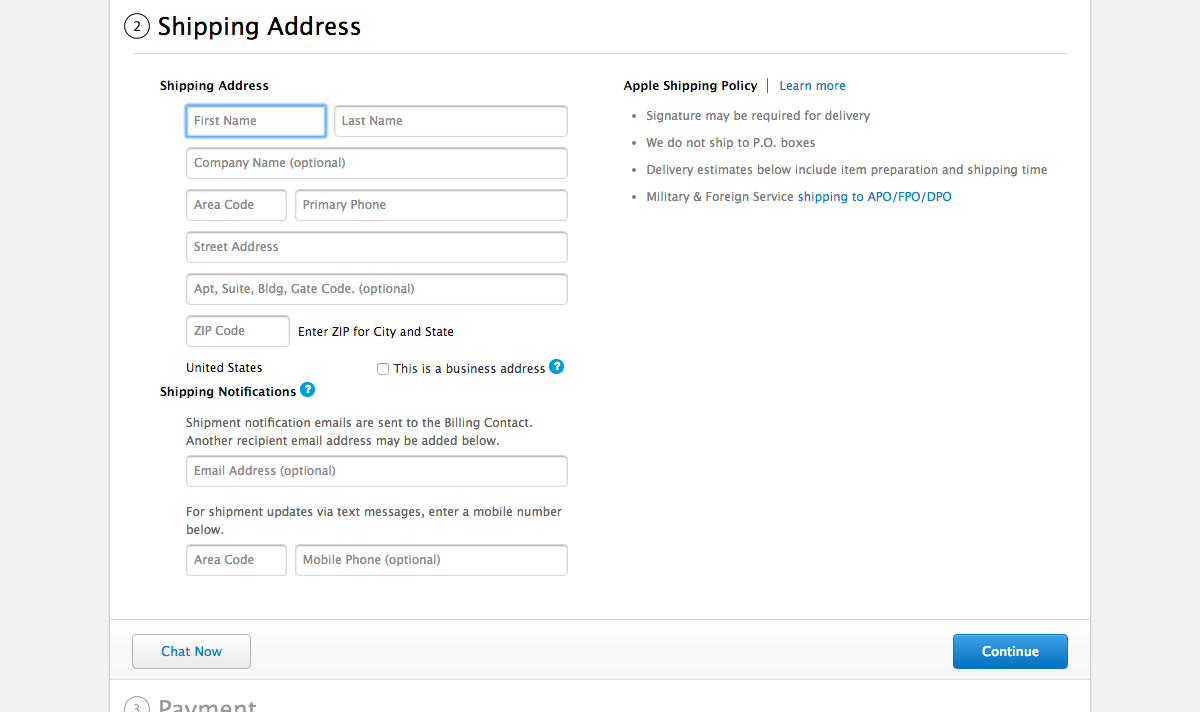 2 Shipping Address
Shipping Address
First Name Last Name
Company Name (optional)
Area Code Primary Phone
Street Address
Apt, Suite, Bldg, Gate Code. (optional)
ZIP Code Enter ZIP for City and State
United States This is a business address ?
Shipping Notifications ?
Shipment notification emails are sent to the Billing Contact.
Another recipient email address may be added below.
Email Address (optional)
For shipment updates via text messages, enter a mobile number
below.
Area Code Mobile Phone (optional)
Apple Shipping Policy | Learn more
• Signature may be required for delivery
• We do not ship to P.O. boxes
• Delivery estimates below include item preparation and shipping time
• Military & Foreign Service shipping to APO/FPO/DPO
Chat Now Continue
3 Payment